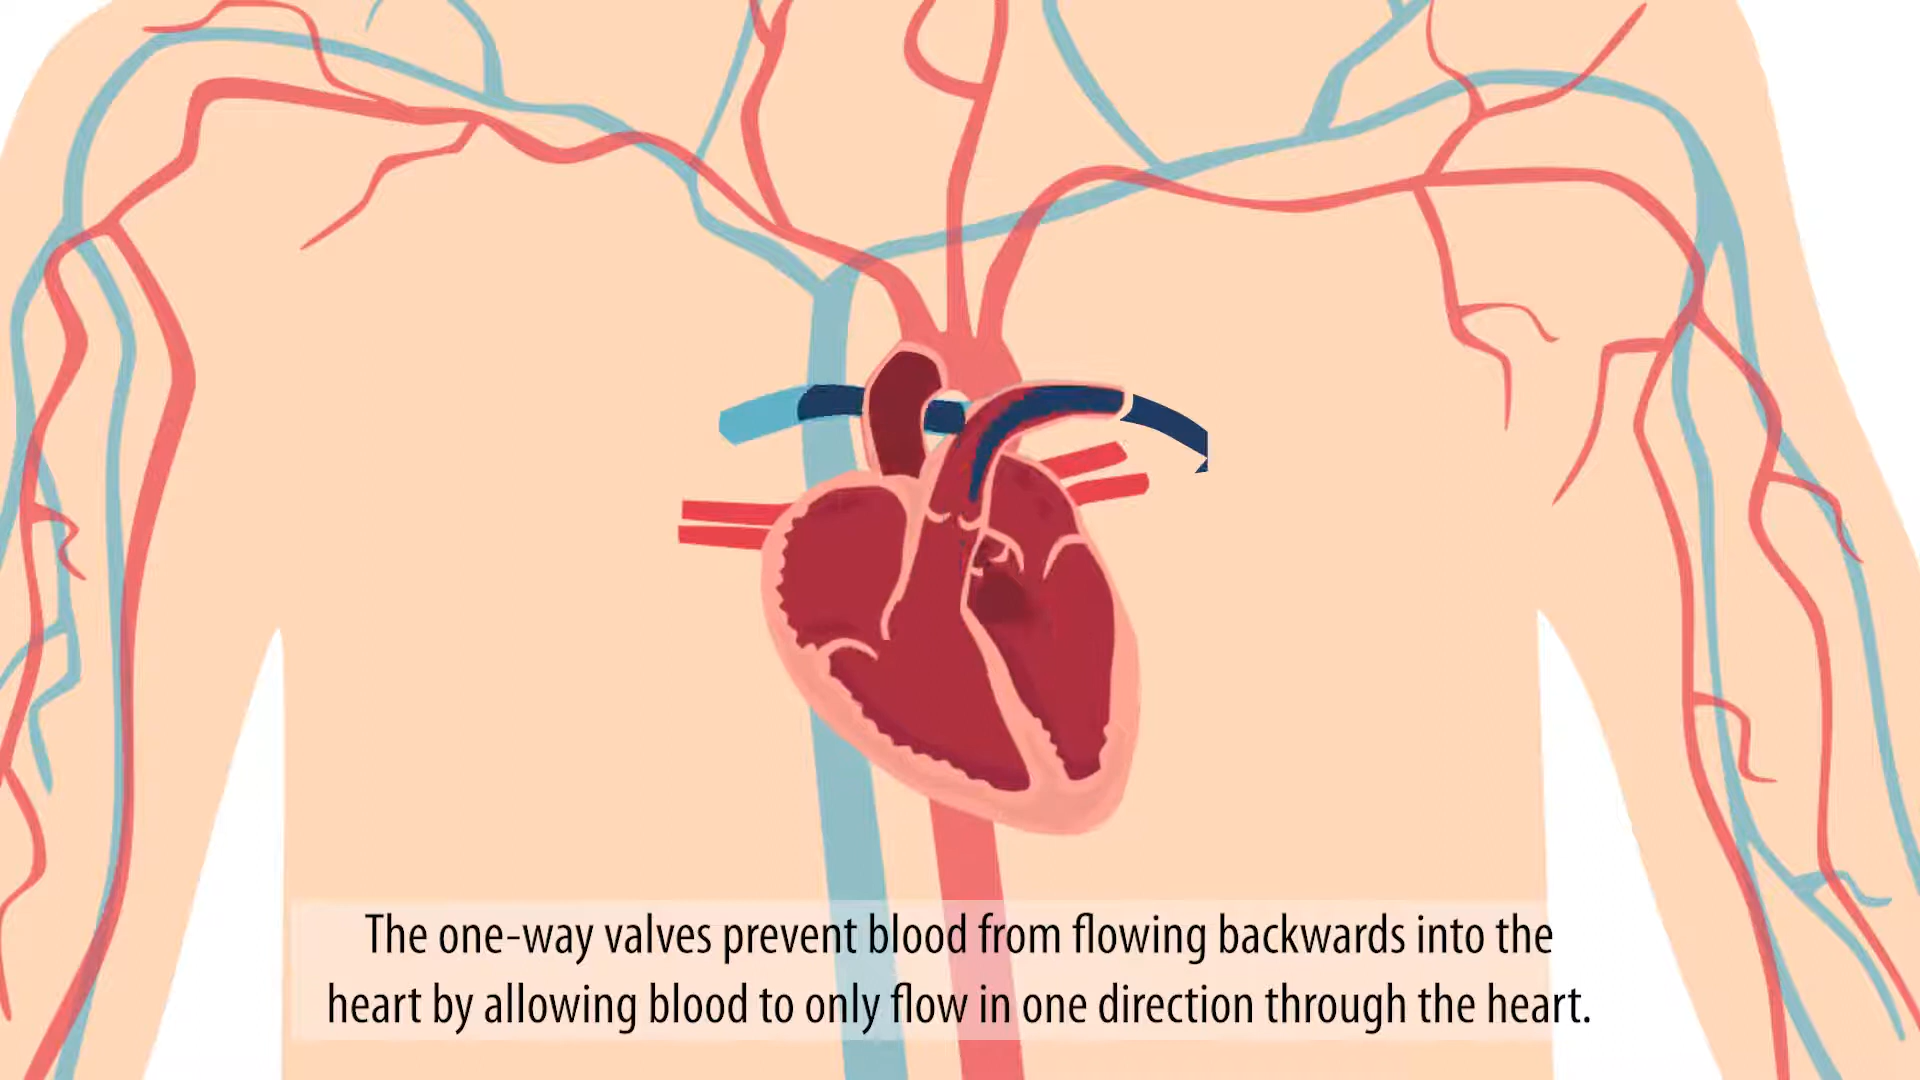 The one-way valves prevent blood from flowing backwards into the
heart by allowing blood to only flow in one direction through the heart.